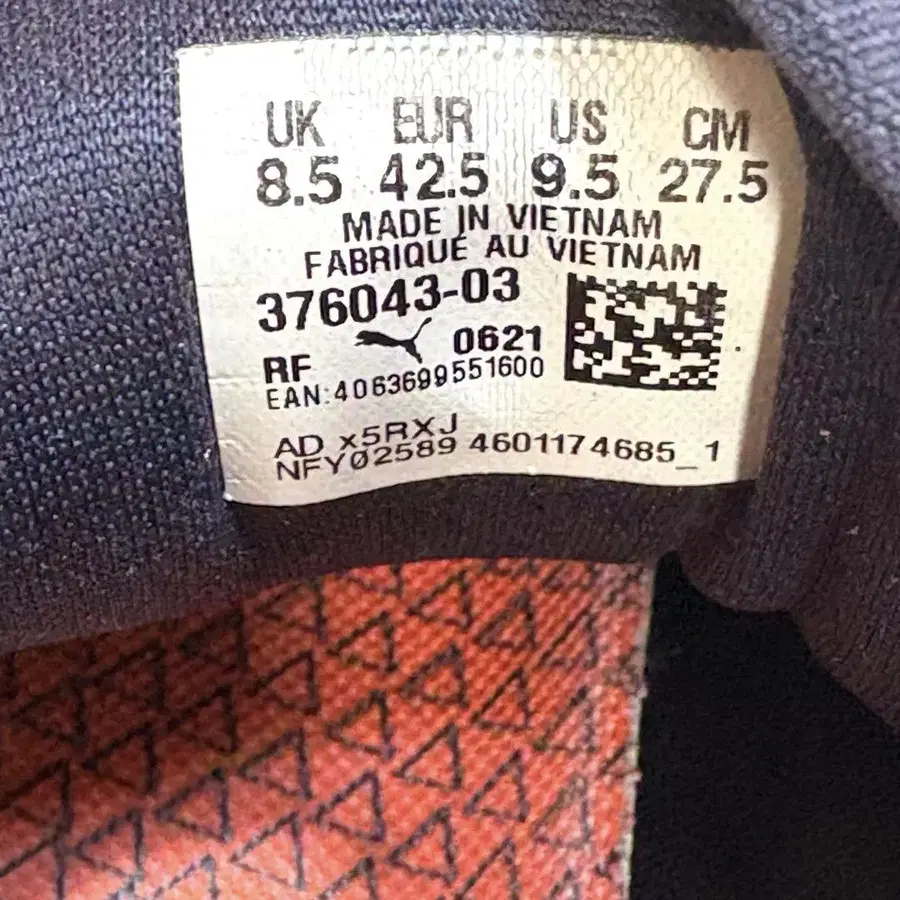 UK EUR US CM
8.5 42.5 9.5 27.5
MADE IN VIETNAM
FABRIQUÉ AU VIETNAM
376043-03
RF 0621
EAN:4063699551600
AD x5RXJ
NFY02589 4601174685_1